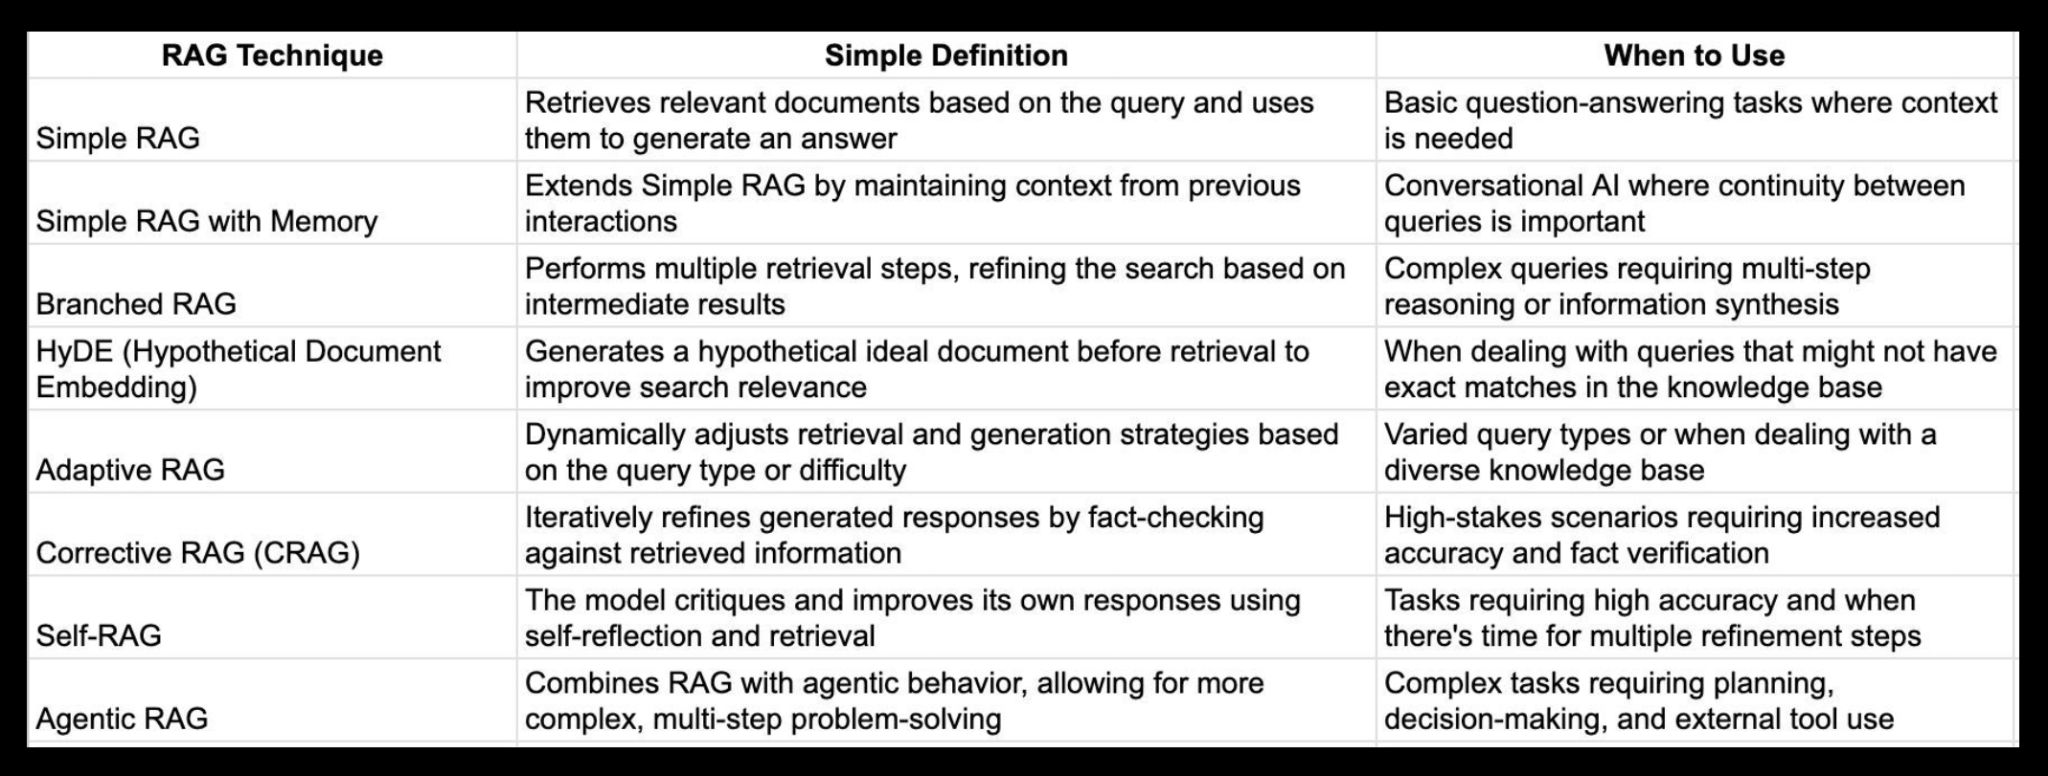 RAG Technique
Simple Definition
When to Use
Simple RAG
Retrieves relevant documents based on the query and uses
them to generate an answer
Basic question-answering tasks where context
is needed
Simple RAG with Memory
Extends Simple RAG by maintaining context from previous
interactions
Conversational AI where continuity between
queries is important
Branched RAG
Performs multiple retrieval steps, refining the search based on
intermediate results
Complex queries requiring multi-step
reasoning or information synthesis
HyDE (Hypothetical Document
Embedding)
Generates a hypothetical ideal document before retrieval to
improve search relevance
When dealing with queries that might not have
exact matches in the knowledge base
Adaptive RAG
Dynamically adjusts retrieval and generation strategies based
on the query type or difficulty
Varied query types or when dealing with a
diverse knowledge base
Corrective RAG (CRAG)
Iteratively refines generated responses by fact-checking
against retrieved information
High-stakes scenarios requiring increased
accuracy and fact verification
Self-RAG
The model critiques and improves its own responses using
self-reflection and retrieval
Tasks requiring high accuracy and when
there's time for multiple refinement steps
Agentic RAG
Combines RAG with agentic behavior, allowing for more
complex, multi-step problem-solving
Complex tasks requiring planning,
decision-making, and external tool use